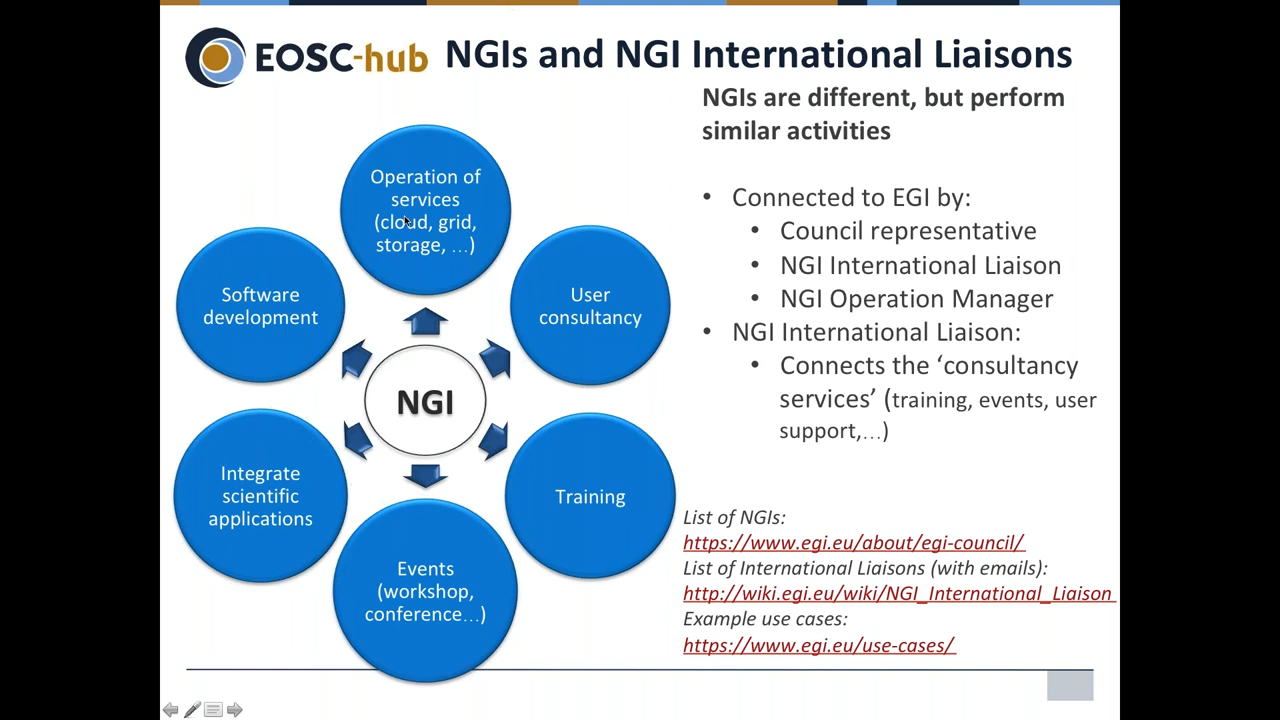 EOSC-hub
NGIs and NGI International Liaisons
NGIs are different, but perform
similar activities
Operation of
services
(cloud, grid,
storage, …)
Software
development
User
consultancy
NGI
Integrate
scientific
applications
Training
Events
(workshop,
conference…)
• Connected to EGI by:
• Council representative
• NGI International Liaison
• NGI Operation Manager
• NGI International Liaison:
• Connects the ‘consultancy
services’ (training, events, user
support,…)
List of NGIs:
https://www.egi.eu/about/egi-council/
List of International Liaisons (with emails):
http://wiki.egi.eu/wiki/NGI_International_Liaison
Example use cases:
https://www.egi.eu/use-cases/